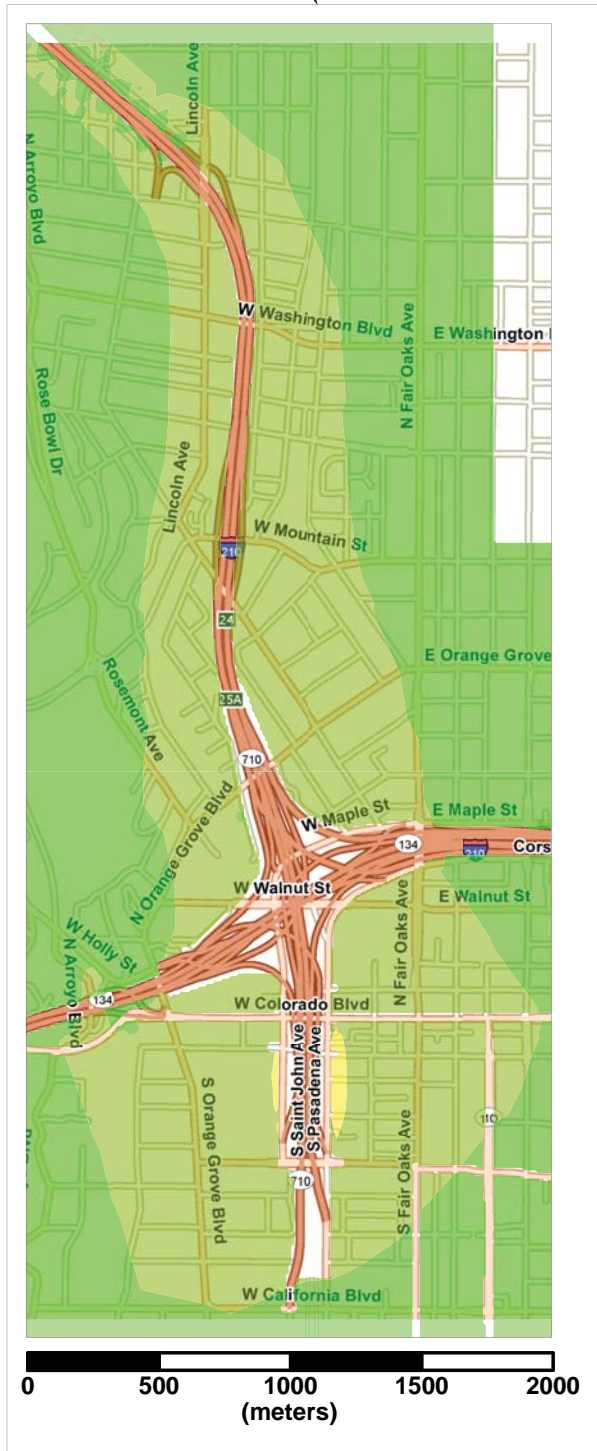 Lincoln Ave
N Arroyo Blvd
W Washington Blvd
E Washington
N Fair Oaks Ave
Rose Bowl Dr
Lincoln Ave
W Mountain St
210
24
E Orange Grove
25A
Rosemont Ave
710
W Maple St
E Maple St
134
210
Cors
N Orange Grove Blvd
W Walnut St
E Walnut St
W Holly St
N Arroyo Blvd
N Fair Oaks Ave
134
W Colorado Blvd
S Saint John Ave
S Pasadena Ave
S Orange Grove Blvd
S Fair Oaks Ave
110
710
W California Blvd
0 500 1000 1500 2000
(meters)